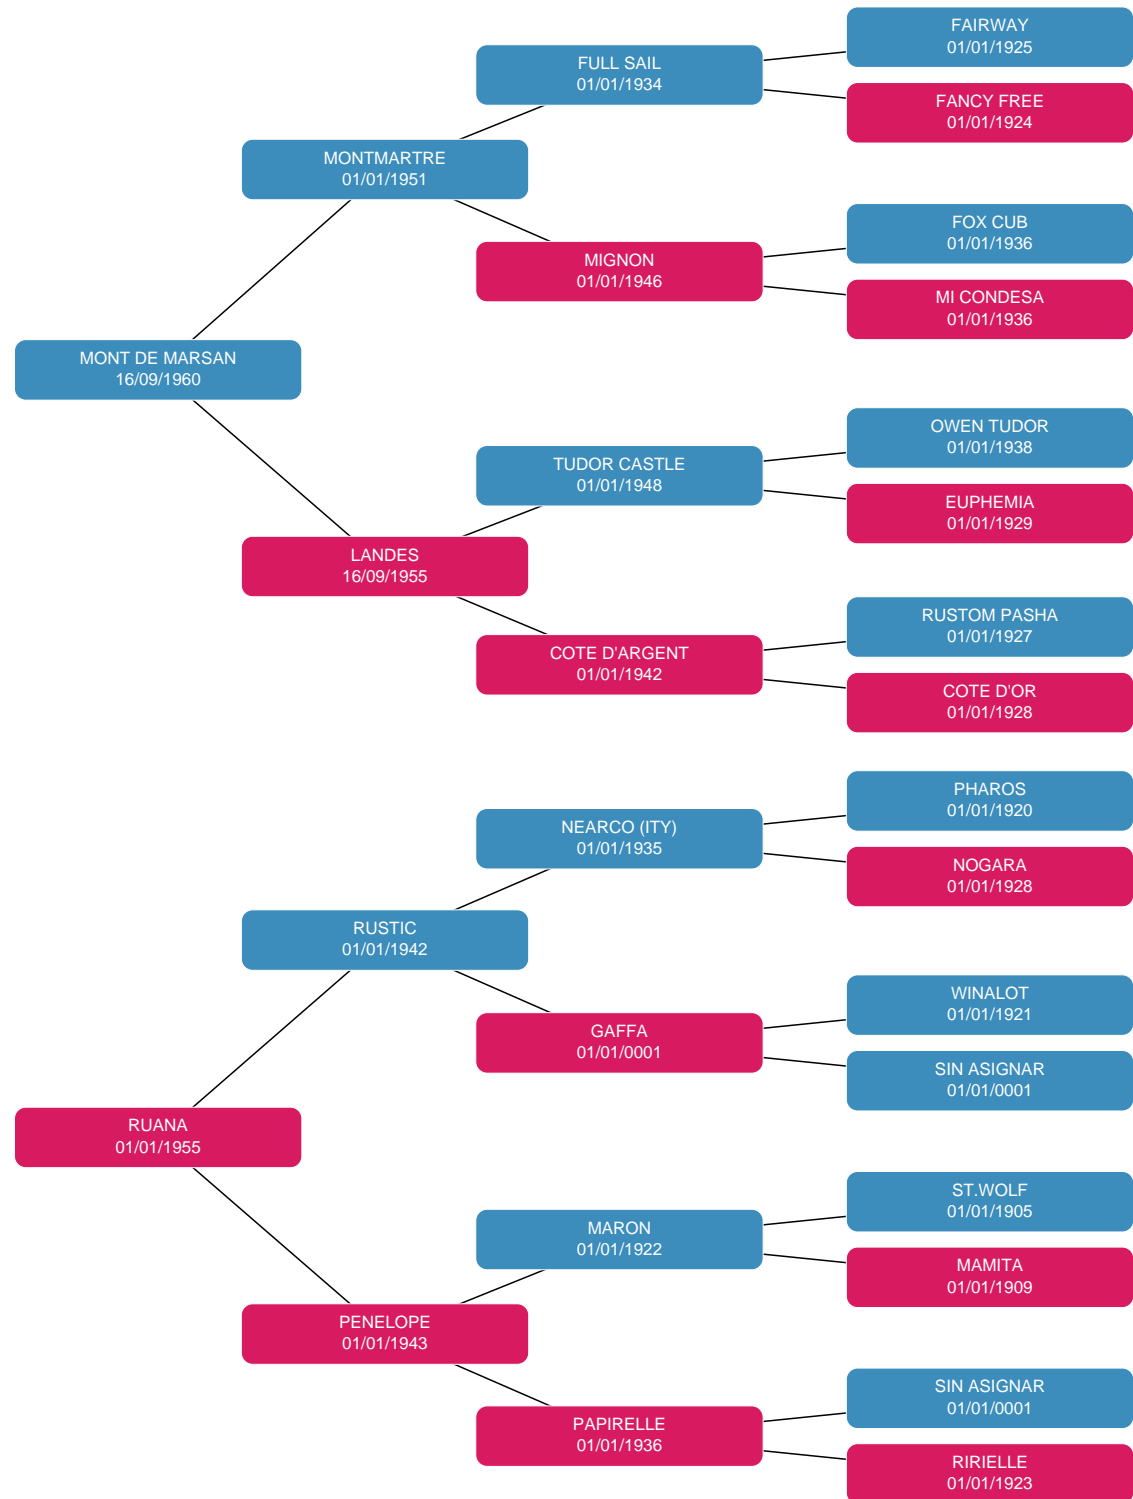 FAIRWAY
01/01/1925
FULL SAIL
01/01/1934
FANCY FREE
01/01/1924
MONTMARTRE
01/01/1951
FOX CUB
01/01/1936
MIGNON
01/01/1946
MI CONDESA
01/01/1936
MONT DE MARSAN
16/09/1960
OWEN TUDOR
01/01/1938
TUDOR CASTLE
01/01/1948
EUPHEMIA
01/01/1929
LANDES
16/09/1955
RUSTOM PASHA
01/01/1927
COTE D'ARGENT
01/01/1942
COTE D'OR
01/01/1928
PHAROS
01/01/1920
NEARCO (ITY)
01/01/1935
NOGARA
01/01/1928
RUSTIC
01/01/1942
WINALOT
01/01/1921
GAFFA
01/01/0001
SIN ASIGNAR
01/01/0001
RUANA
01/01/1955
ST.WOLF
01/01/1905
MARON
01/01/1922
MAMITA
01/01/1909
PENELOPE
01/01/1943
SIN ASIGNAR
01/01/0001
PAPIRELLE
01/01/1936
RIRIELLE
01/01/1923